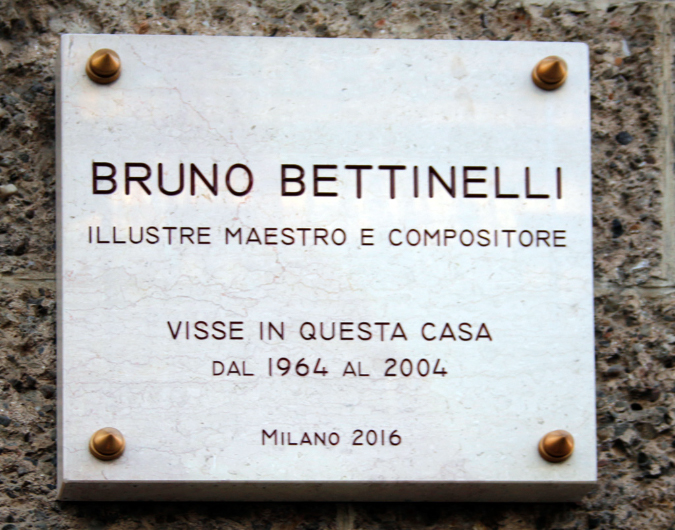 BRUNO BETTINELLI
ILLUSTRE MAESTRO E COMPOSITORE
VISSE IN QUESTA CASA
DAL 1964 AL 2004
MILANO 2016